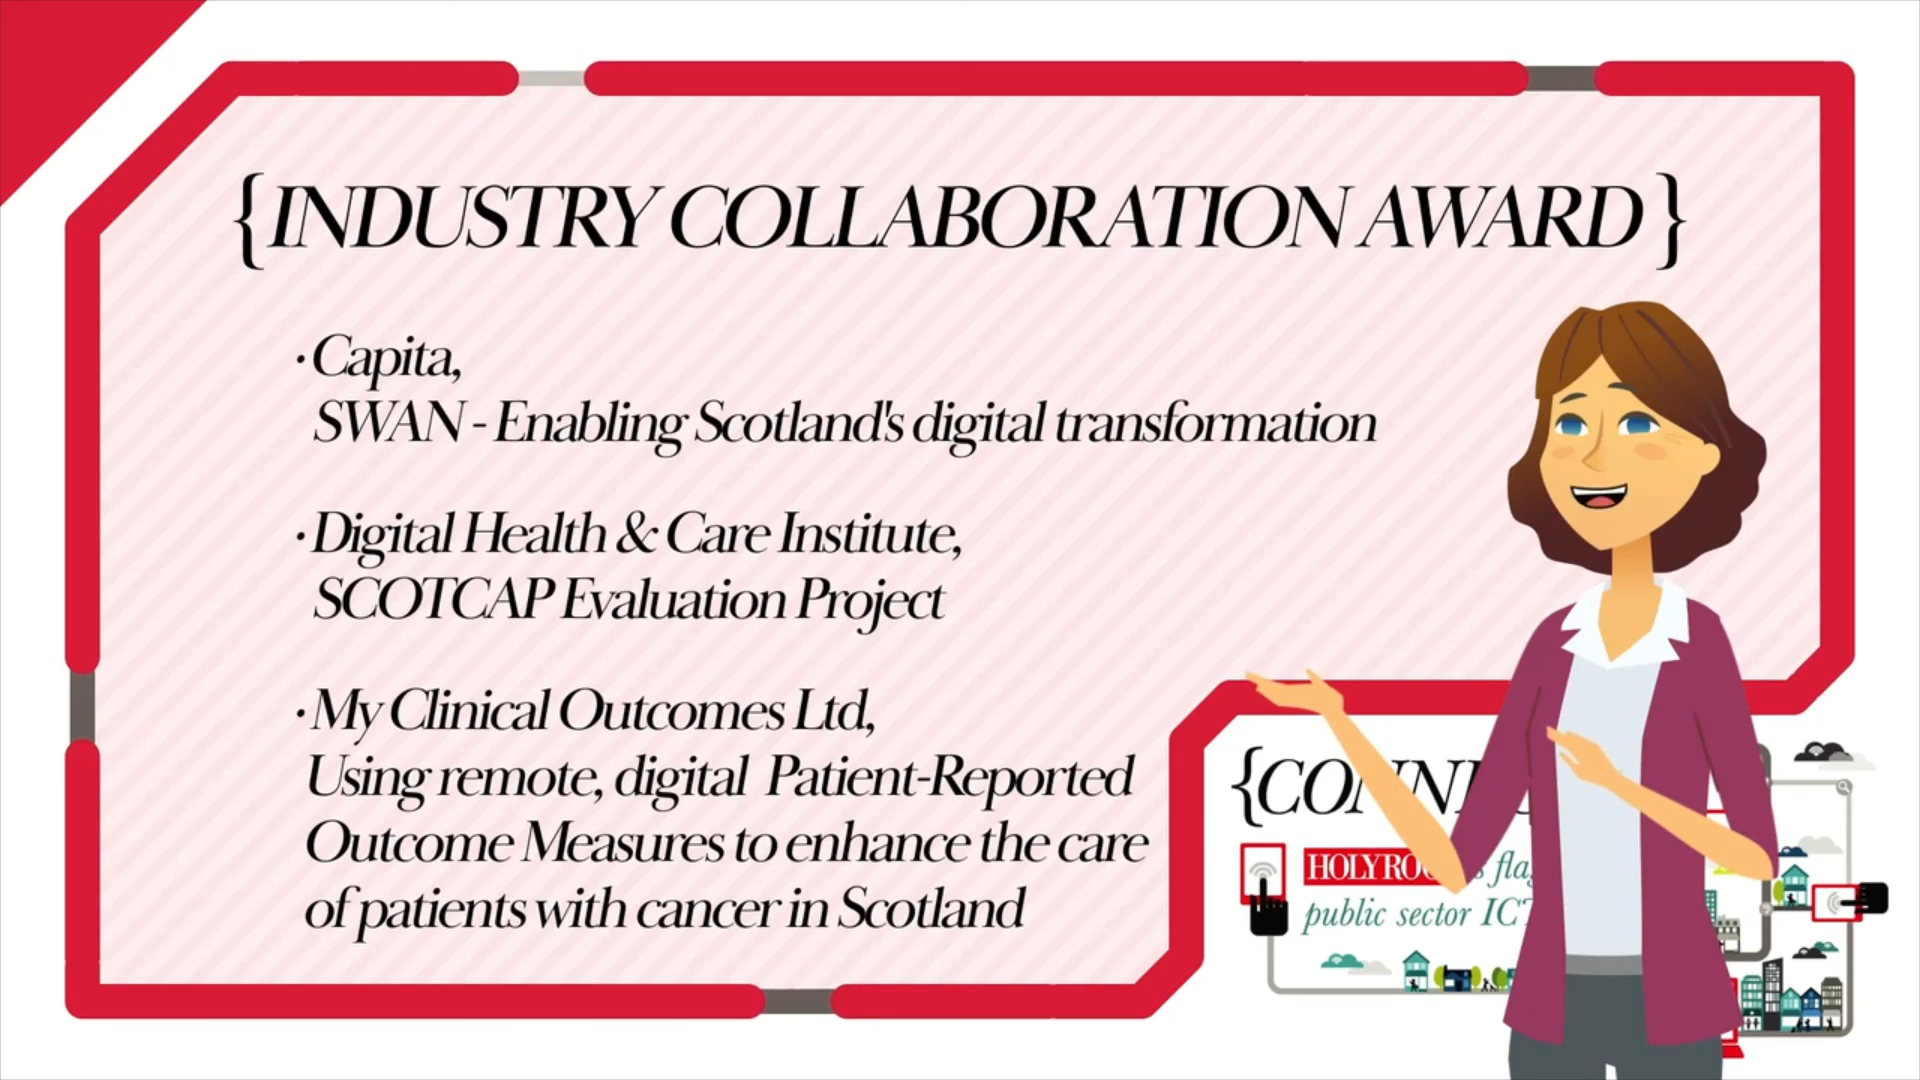 {INDUSTRY COLLABORATION AWARD}
· Capita,
SWAN - Enabling Scotland's digital transformation
· Digital Health & Care Institute,
SCOTCAP Evaluation Project
· My Clinical Outcomes Ltd,
Using remote, digital Patient-Reported
Outcome Measures to enhance the care
of patients with cancer in Scotland
public sector